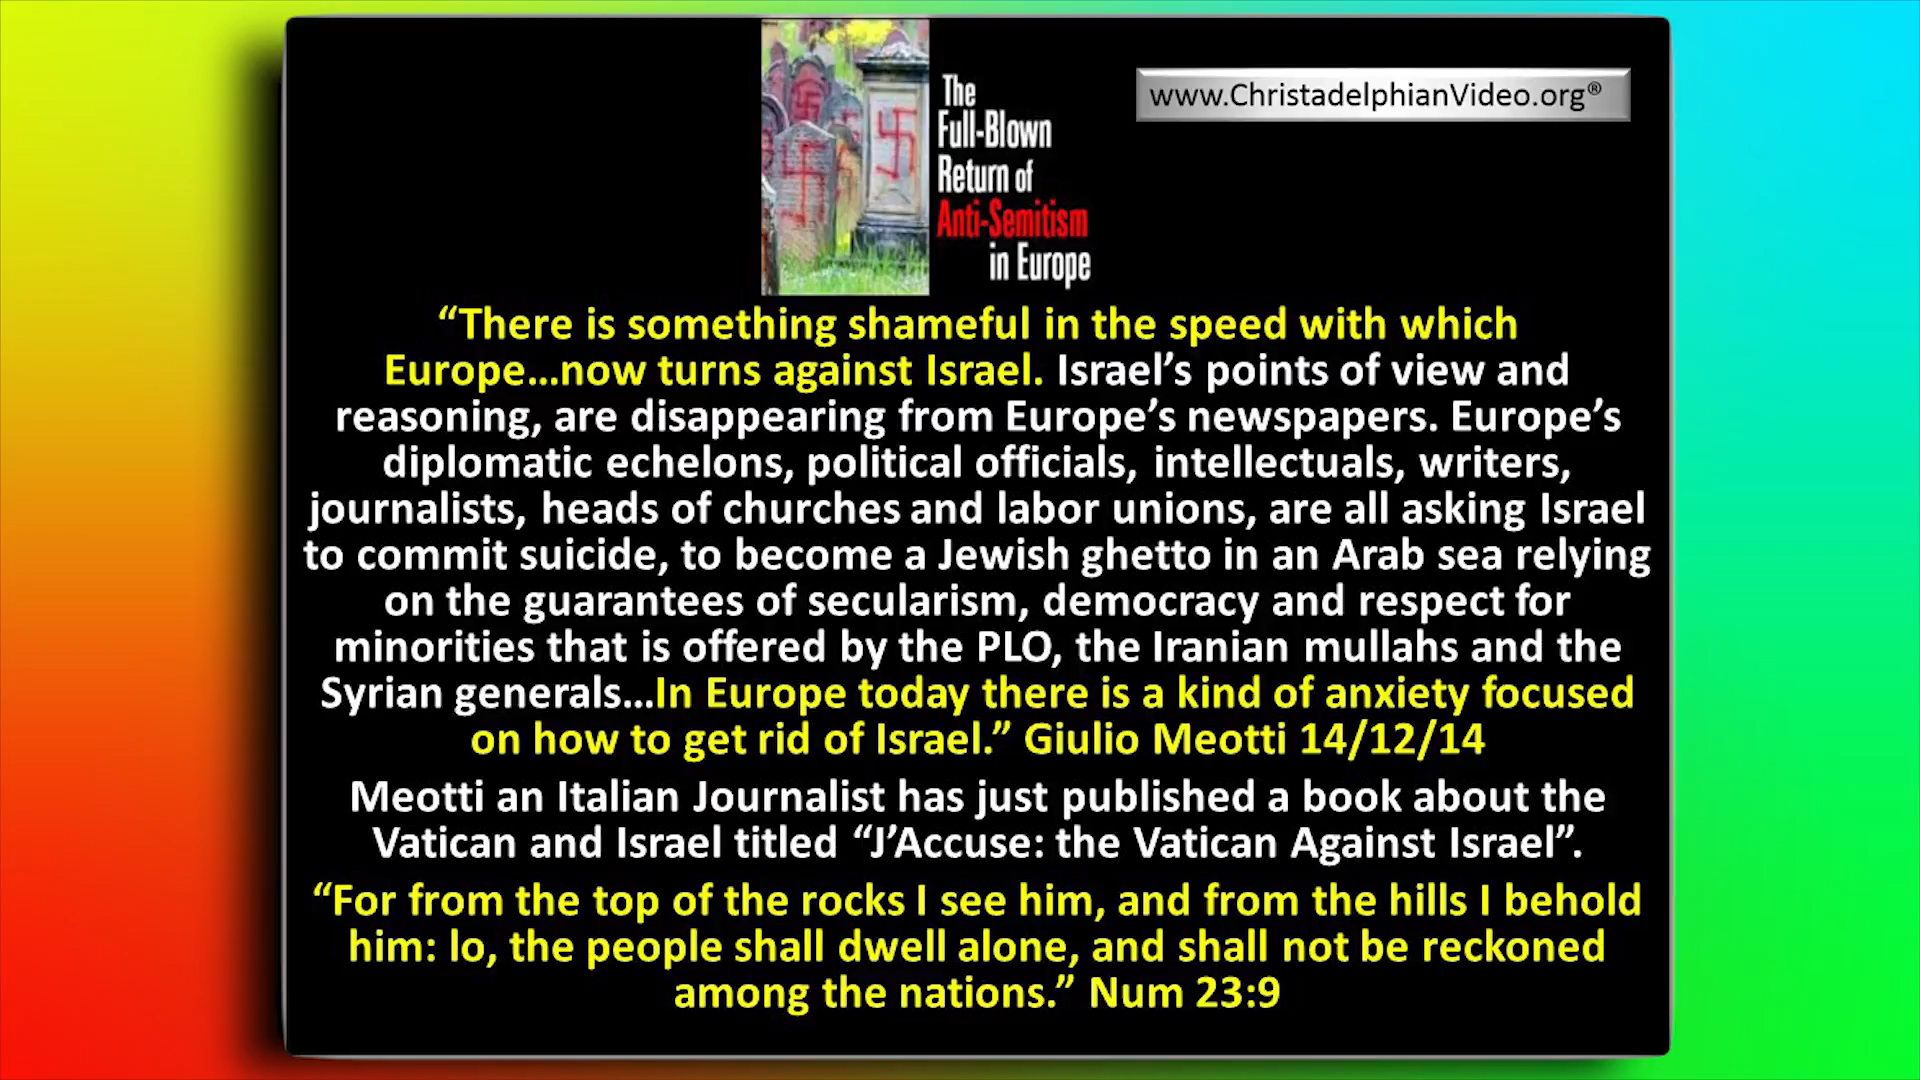 The
Full-Blown
Return of
Anti-Semitism
in Europe
www.ChristadelphianVideo.org®
“There is something shameful in the speed with which
Europe...now turns against Israel. Israel’s points of view and
reasoning, are disappearing from Europe’s newspapers. Europe’s
diplomatic echelons, political officials, intellectuals, writers,
journalists, heads of churches and labor unions, are all asking Israel
to commit suicide, to become a Jewish ghetto in an Arab sea relying
on the guarantees of secularism, democracy and respect for
minorities that is offered by the PLO, the Iranian mullahs and the
Syrian generals...In Europe today there is a kind of anxiety focused
on how to get rid of Israel.” Giulio Meotti 14/12/14
Meotti an Italian Journalist has just published a book about the
Vatican and Israel titled “J’Accuse: the Vatican Against Israel”.
“For from the top of the rocks I see him, and from the hills I behold
him: lo, the people shall dwell alone, and shall not be reckoned
among the nations.” Num 23:9